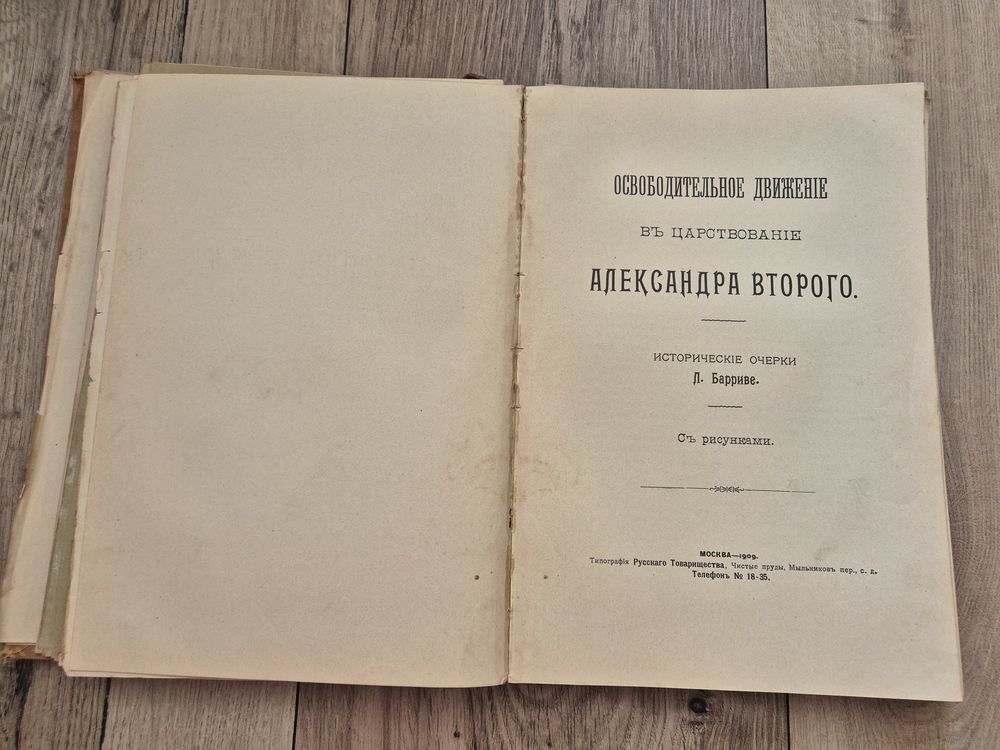 ОСВОБОДИТЕЛЬНОЕ ДВИЖЕНІЕ
ВЪ ЦАРСТВОВАНІЕ
АЛЕКСАНДРА ВТОРОГО.
ИСТОРИЧЕСКІЕ ОЧЕРКИ
Л. Барриве.
Съ рисунками.
МОСКВА—1909.
Типографія Русскаго Товарищества, Чистые пруды, Мыльниковъ пер., с. д.
Телефонъ № 18-35.